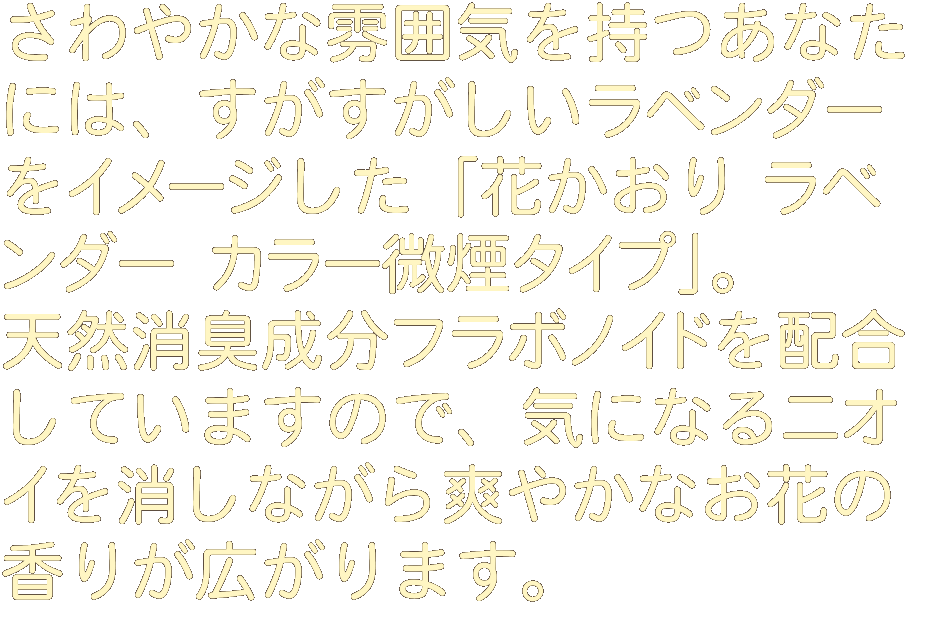 さわやかな雰囲気を持つあなた
には、すがすがしいラベンダー
をイメージした「花かおり ラベ
ンダー カラー微煙タイプ」。
天然消臭成分フラボノイドを配合
していますので、気になるニオ
イを消しながら爽やかなお花の
香りが広がります。